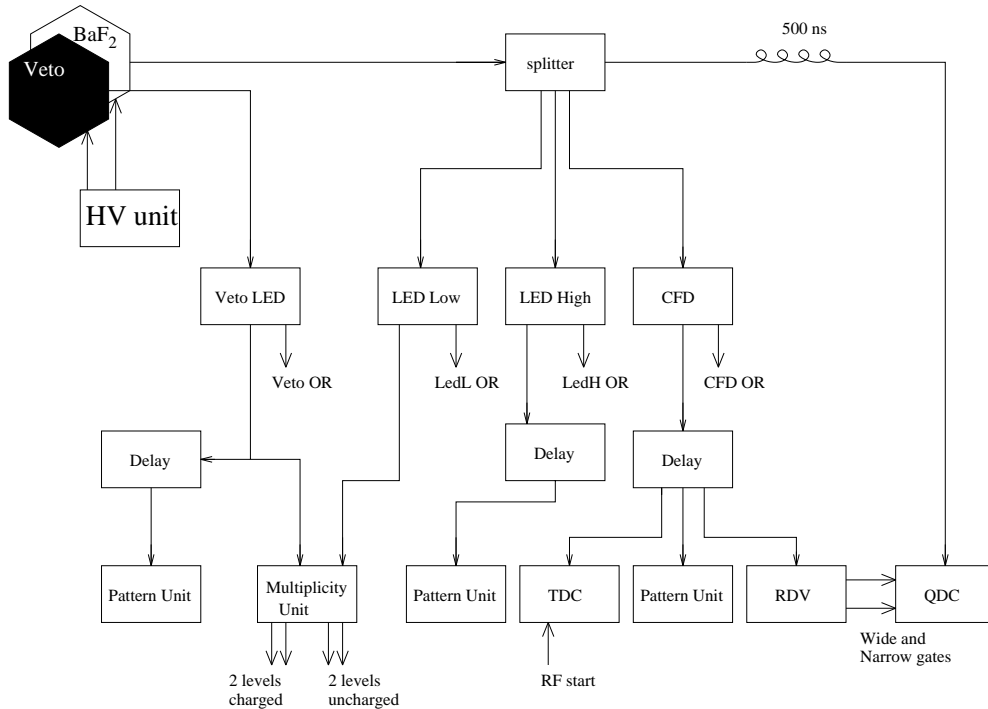 500 ns
BaF2
splitter
Veto
HV unit
Veto LED
LED Low
LED High
CFD
Veto OR
LedL OR
LedH OR
CFD OR
Delay
Delay
Delay
Pattern Unit
Multiplicity
Unit
Pattern Unit
TDC
Pattern Unit
RDV
QDC
Wide and
Narrow gates
2 levels
charged
2 levels
uncharged
RF start